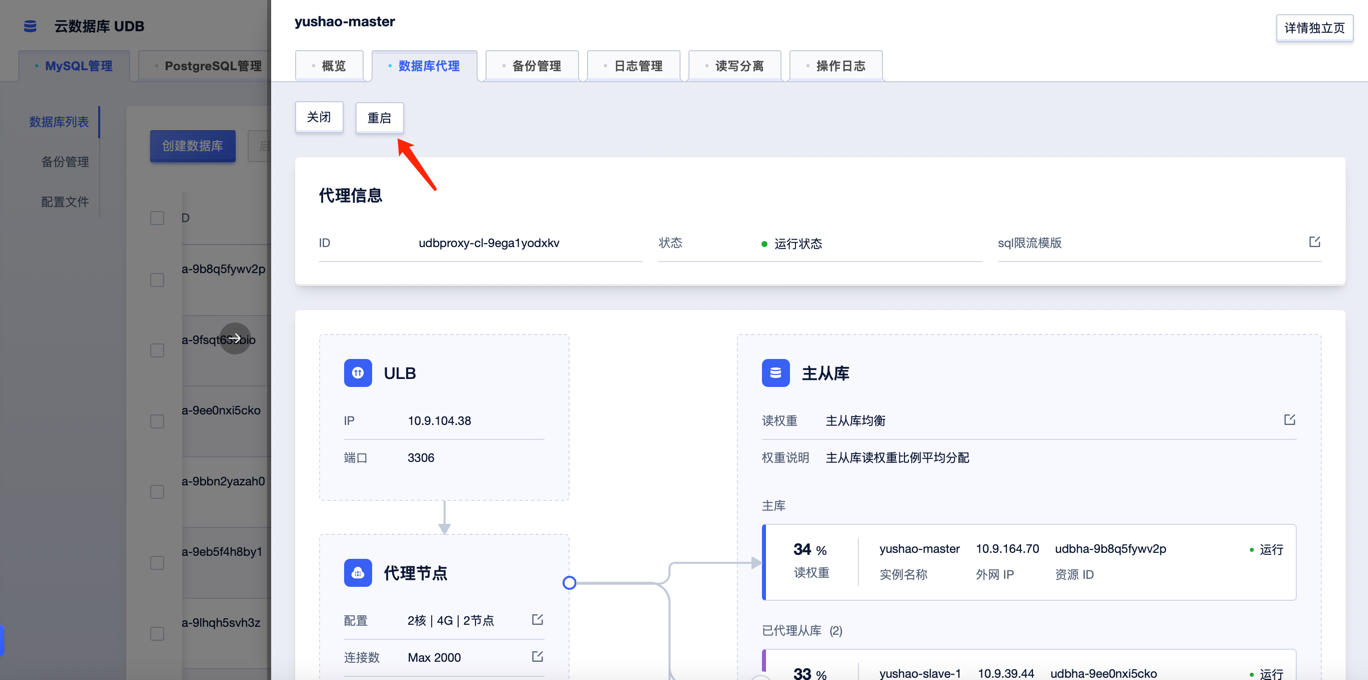 云数据库 UDB
yushao-master
详情独立页
MySQL管理
PostgreSQL管理
概览
数据库代理
备份管理
日志管理
读写分离
操作日志
数据库列表
备份管理
配置文件
创建数据库
关闭
重启
代理信息
ID
udbproxy-cl-9ega1yodxkv
状态
运行状态
sql限流模版
D
a-9b8q5fywv2p
a-9ee0nxi5cko
a-9bbn2yazah0
a-9eb5f4h8by1
a-9lhqh5svh3z
ULB
IP
10.9.104.38
端口
3306
代理节点
配置
2核 | 4G | 2节点
连接数
Max 2000
主从库
读权重
主从库均衡
权重说明
主从库读权重比例平均分配
主库
34 %
读权重
yushao-master
10.9.164.70
udbha-9b8q5fywv2p
运行
实例名称
外网 IP
资源 ID
已代理从库 (2)
33 %
yushao-slave-1
10.9.39.44
udbha-9ee0nxi5cko
运行